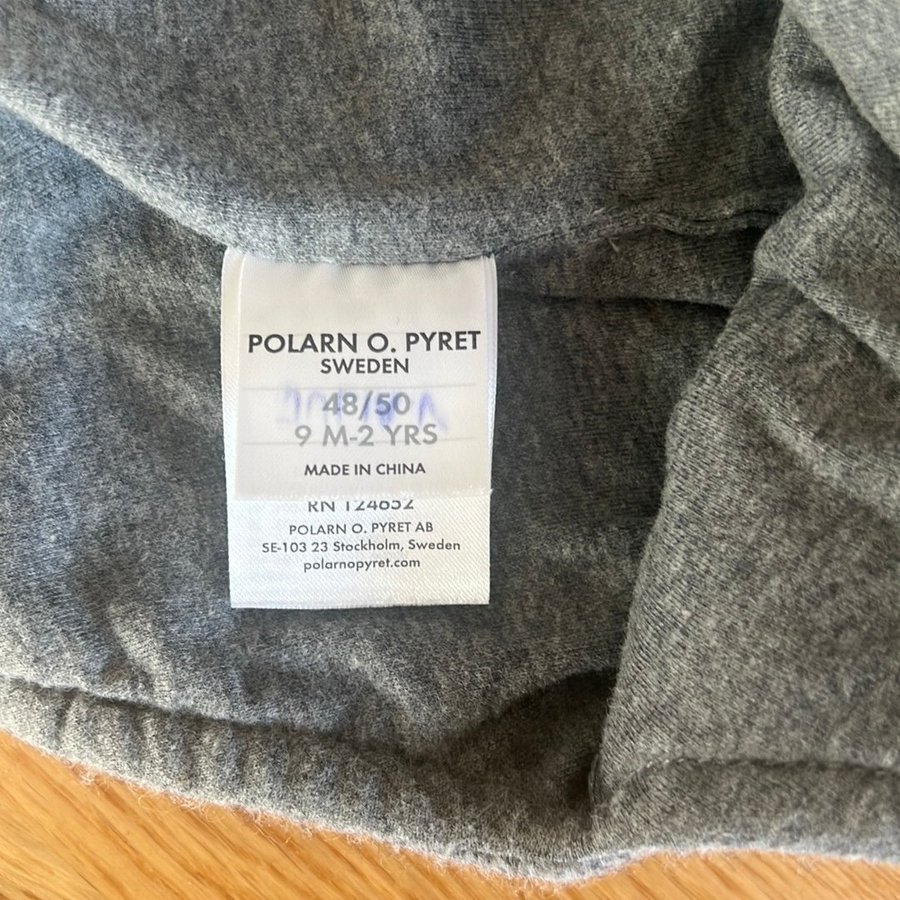 POLARN O. PYRET
SWEDEN
48/50
9 M-2 YRS
MADE IN CHINA
RN 124652
POLARN O. PYRET AB
SE-103 23 Stockholm, Sweden
polarnopyret.com